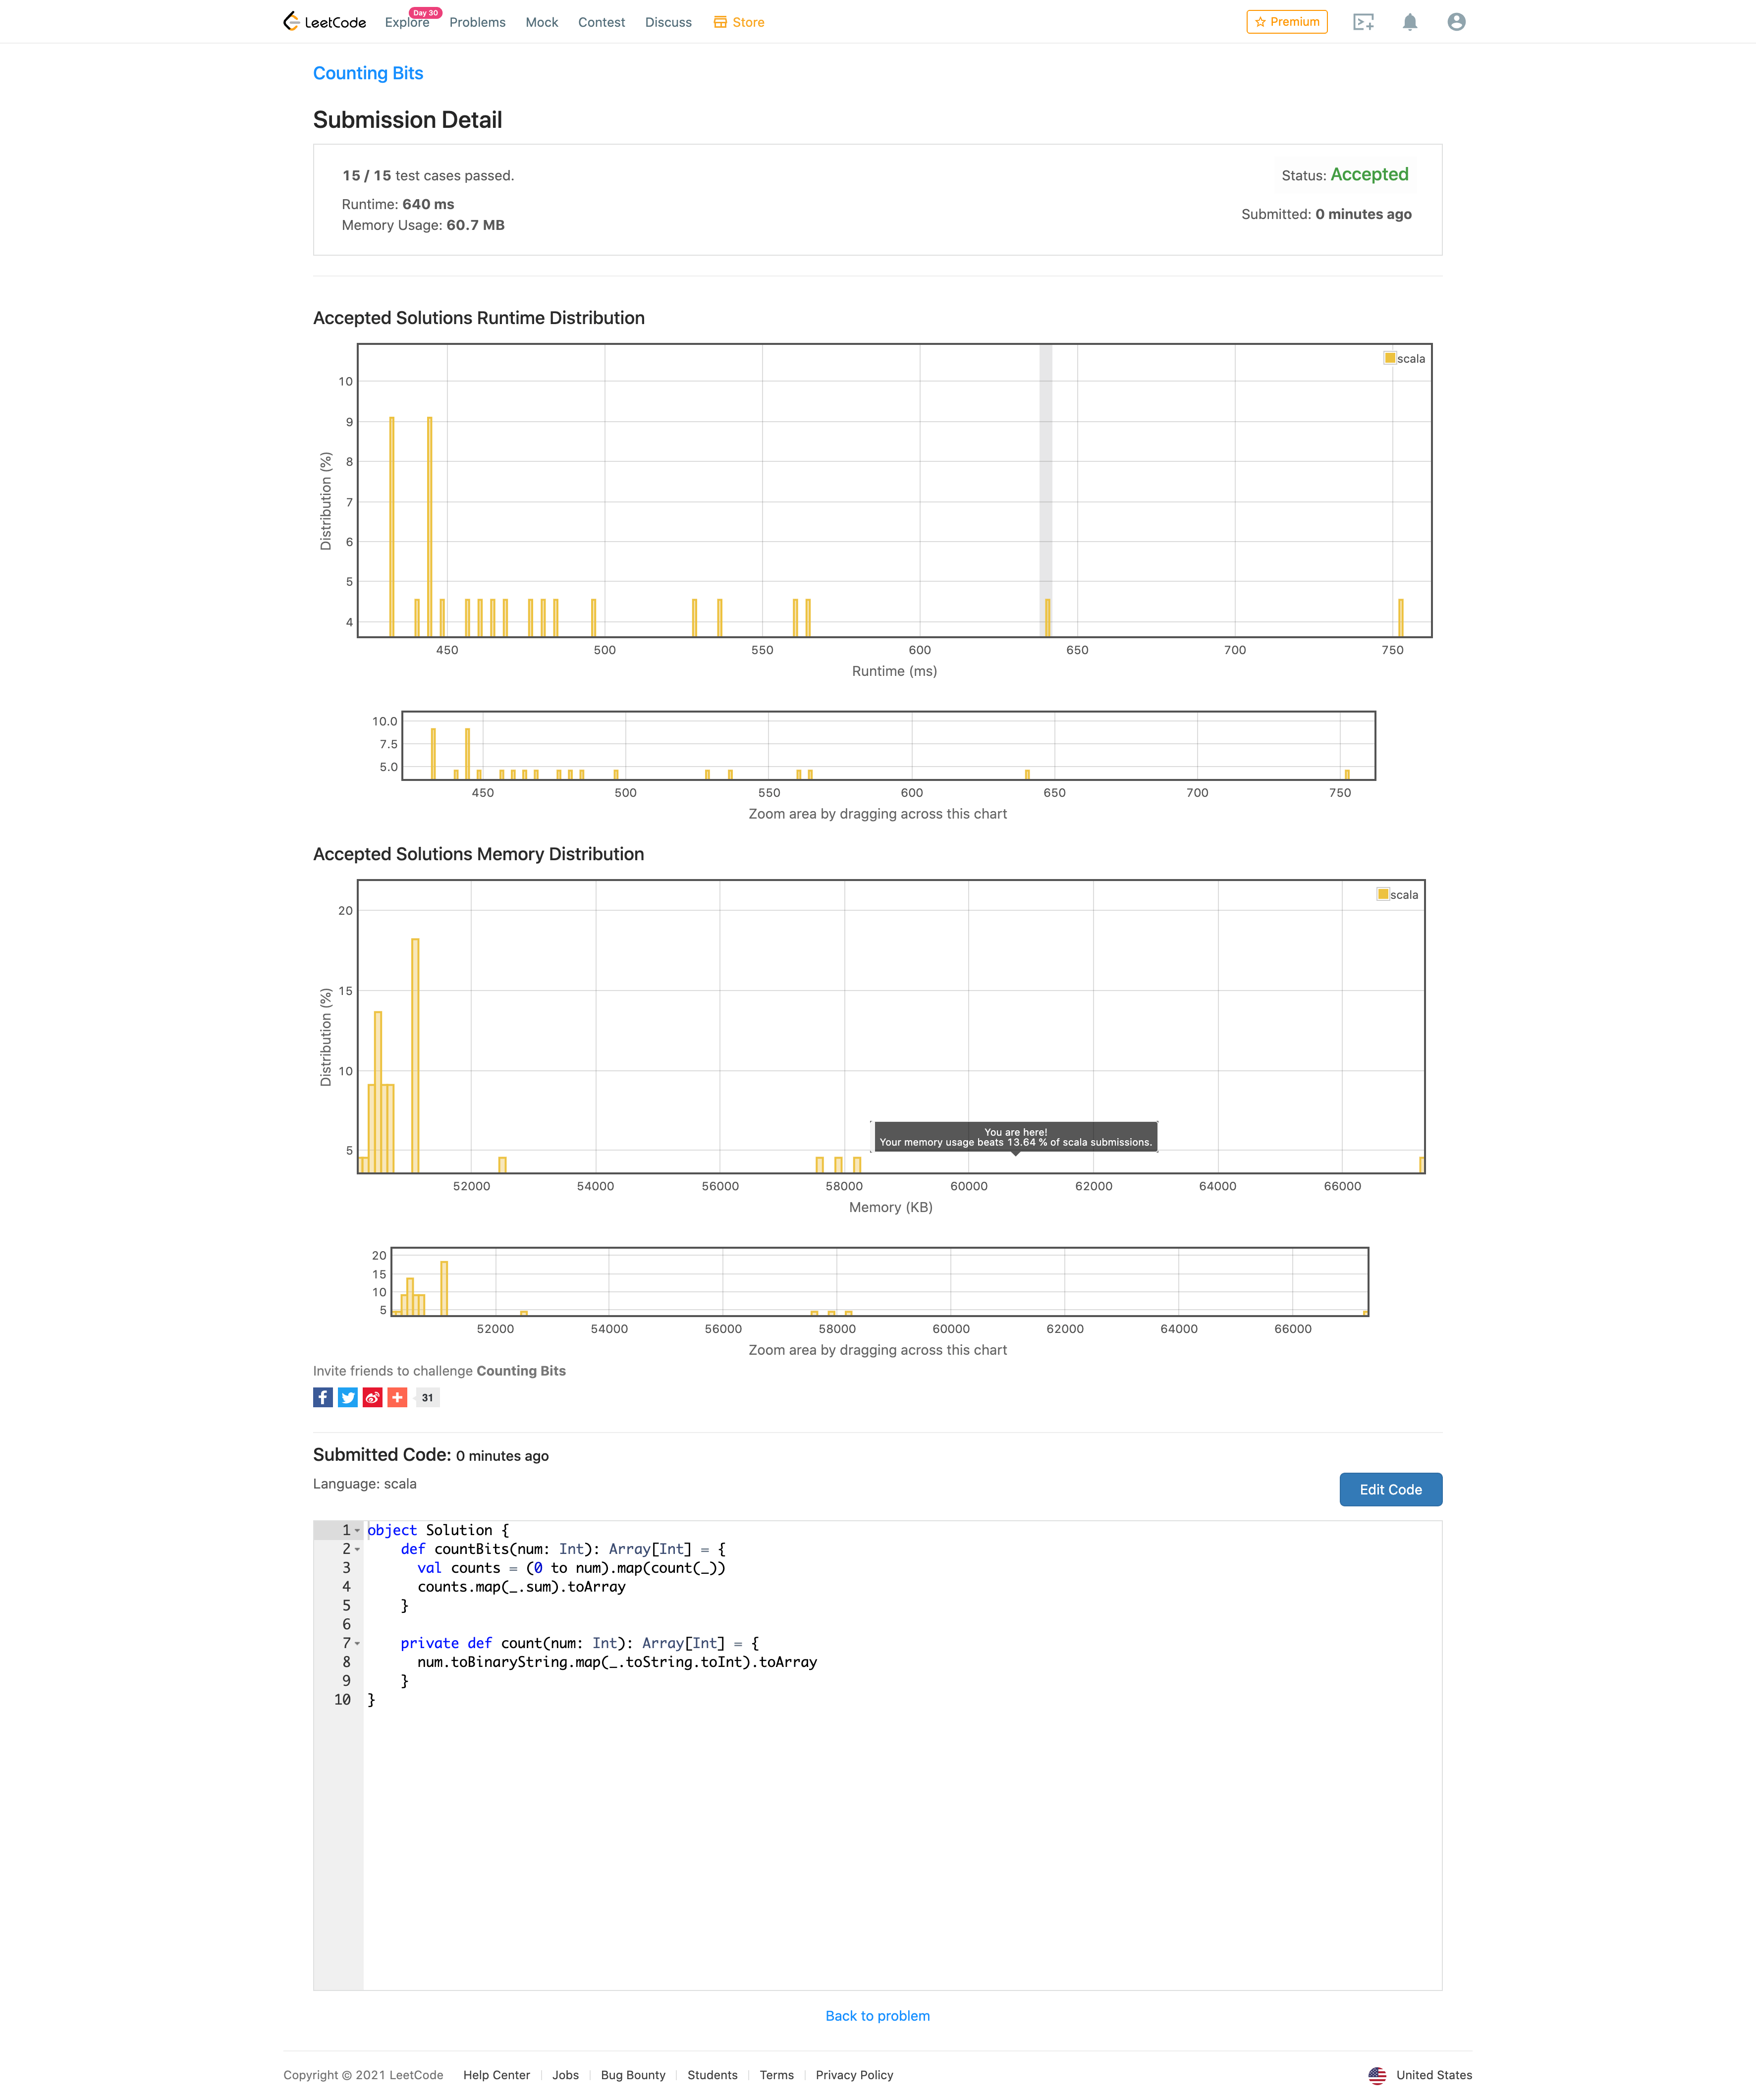 LeetCode Explore Day 30 Problems Mock Contest Discuss Store Premium
Counting Bits
Submission Detail
15 / 15 test cases passed.
Status: Accepted
Runtime: 640 ms
Submitted: 0 minutes ago
Memory Usage: 60.7 MB
Accepted Solutions Runtime Distribution
scala
10
9
8
7
6
5
4
Distribution (%)
450 500 550 600 650 700 750
Runtime (ms)
10.0
7.5
5.0
450 500 550 600 650 700 750
Zoom area by dragging across this chart
Accepted Solutions Memory Distribution
scala
20
15
10
5
Distribution (%)
You are here!
Your memory usage beats 13.64 % of scala submissions.
52000 54000 56000 58000 60000 62000 64000 66000
Memory (KB)
20
15
10
5
52000 54000 56000 58000 60000 62000 64000 66000
Zoom area by dragging across this chart
Invite friends to challenge Counting Bits
31
Submitted Code: 0 minutes ago
Language: scala
Edit Code
1 object Solution {
2 def countBits(num: Int): Array[Int] = {
3 val counts = (0 to num).map(count(_))
4 counts.map(_.sum).toArray
5 }
6
7 private def count(num: Int): Array[Int] = {
8 num.toBinaryString.map(_.toString.toInt).toArray
9 }
10 }
Back to problem
Copyright © 2021 LeetCode Help Center Jobs Bug Bounty Students Terms Privacy Policy United States